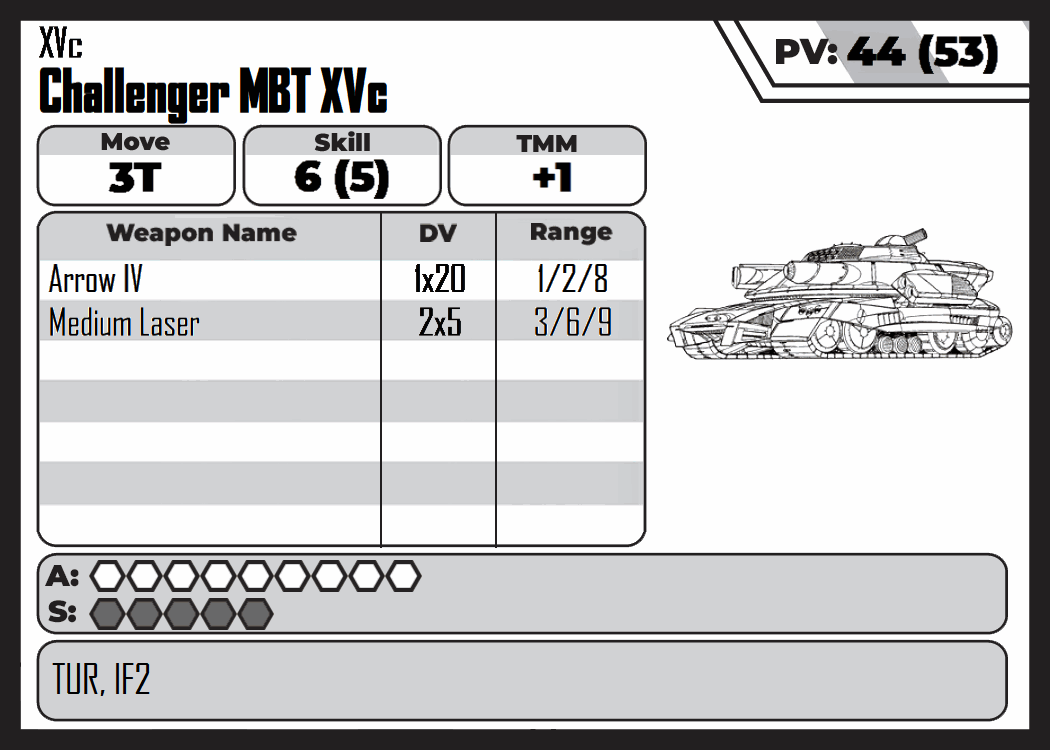 XVc
Challenger MBT XVc
PV: 44 (53)
Move Skill TMM
3T 6 (5) +1
Weapon Name DV Range
Arrow IV 1x20 1/2/8
Medium Laser 2x5 3/6/9
A:
S:
TUR, IF2